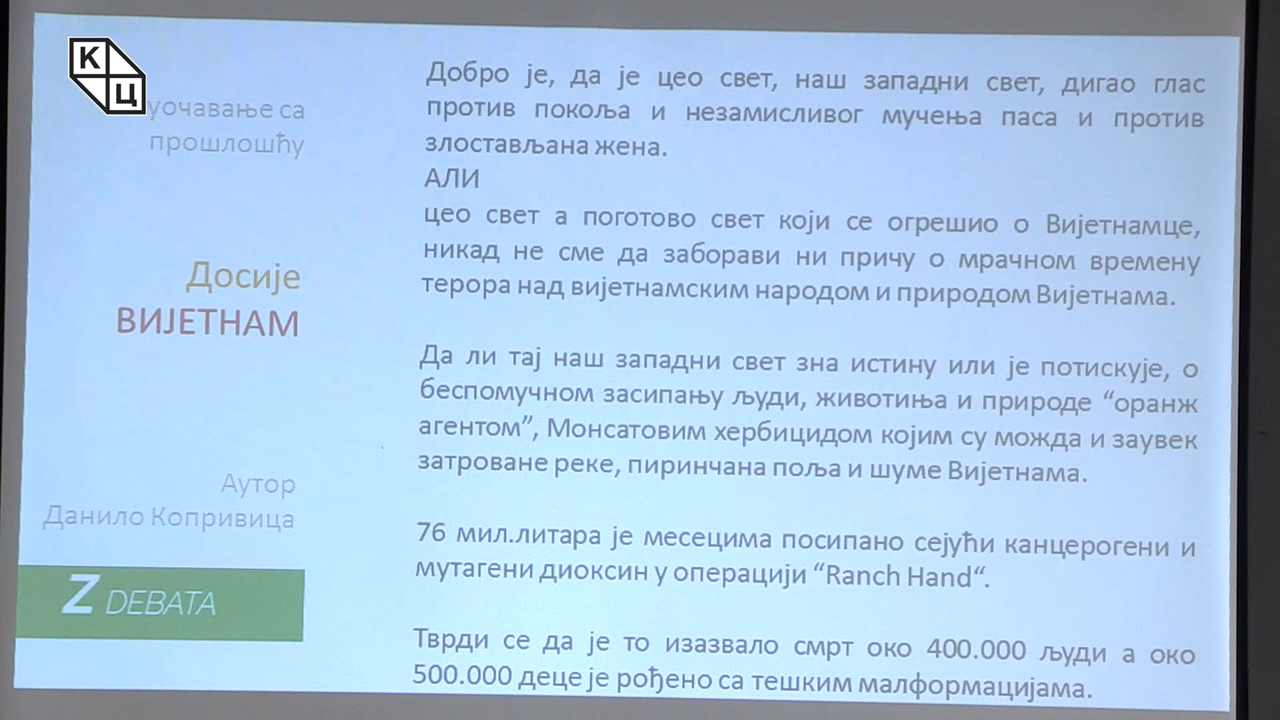 К
Ц
уочавање са
прошлошћу
Досије
ВИЈЕТНАМ
Аутор
Данило Копривица
Z DEBATA
Добро је, да је цео свет, наш западни свет, дигао глас
против покоља и незамисливог мучења паса и против
злостављана жена.
АЛИ
цео свет а поготово свет који се огрешио о Вијетнамце,
никад не сме да заборави ни причу о мрачном времену
терора над вијетнамским народом и природом Вијетнама.
Да ли тај наш западни свет зна истину или је потискује, о
беспомучном засипању људи, животиња и природе “оранж
агентом”, Монсатовим хербицидом којим су можда и заувек
затроване реке, пиринчана поља и шуме Вијетнама.
76 мил.литара је месецима посипано сејући канцерогени и
мутагени диоксин у операцији “Ranch Hand“.
Тврди се да је то изазвало смрт око 400.000 људи а око
500.000 деце је рођено са тешким малформацијама.